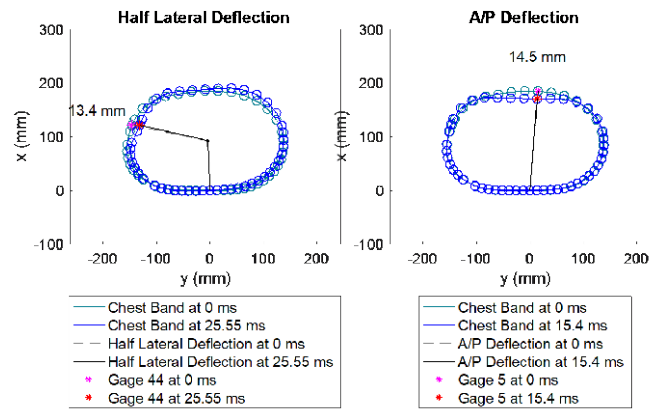 Half Lateral Deflection
300
200
100
0
-100
x (mm)
13.4 mm
-200
-100
0
100
200
y (mm)
Chest Band at 0 ms
Chest Band at 25.55 ms
Half Lateral Deflection at 0 ms
Half Lateral Deflection at 25.55 ms
Gage 44 at 0 ms
Gage 44 at 25.55 ms
A/P Deflection
14.5 mm
300
200
100
0
-100
x (mm)
-200
-100
0
100
200
y (mm)
Chest Band at 0 ms
Chest Band at 15.4 ms
A/P Deflection at 0 ms
A/P Deflection at 15.4 ms
Gage 5 at 0 ms
Gage 5 at 15.4 ms